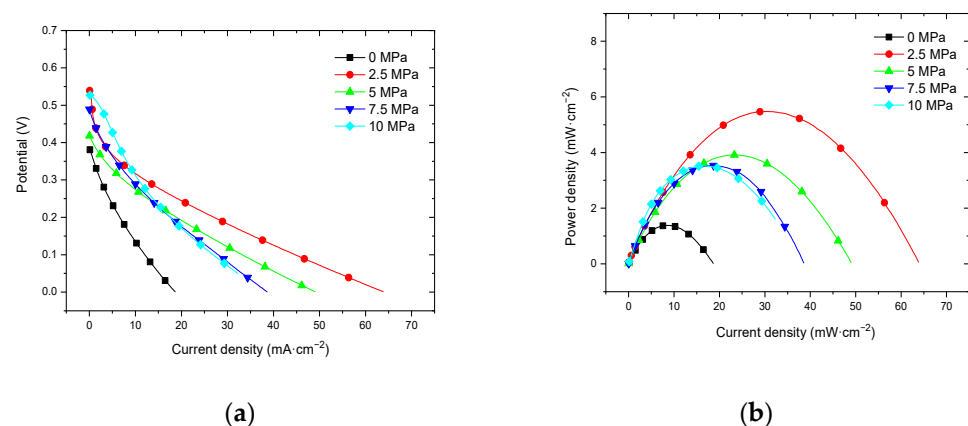 0.7
0.6
0.5
0.4
0.3
0.2
0.1
0.0
Potential (V)
0 10 20 30 40 50 60 70
Current density (mA·cm−2)
0 MPa
2.5 MPa
5 MPa
7.5 MPa
10 MPa
(a)
8
6
4
2
0
Power density (mW·cm−2)
0 10 20 30 40 50 60 70
Current density (mW·cm−2)
0 MPa
2.5 MPa
5 MPa
7.5 MPa
10 MPa
(b)